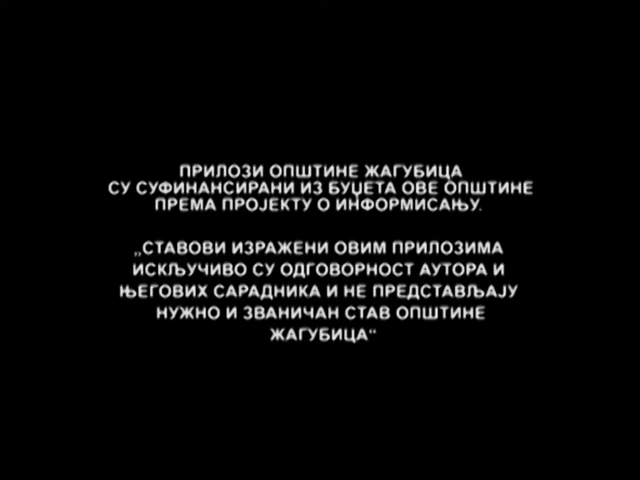 ПРИЛОЗИ ОПШТИНЕ ЖАГУБИЦА
СУ СУФИНАНСИРАНИ ИЗ БУЏЕТА ОВЕ ОПШТИНЕ
ПРЕМА ПРОЈЕКТУ О ИНФОРМИСАЊУ.
„СТАВОВИ ИЗРАЖЕНИ ОВИМ ПРИЛОЗИМА
ИСКЉУЧИВО СУ ОДГОВОРНОСТ АУТОРА И
ЊЕГОВИХ САРАДНИКА И НЕ ПРЕДСТАВЉАЈУ
НУЖНО И ЗВАНИЧАН СТАВ ОПШТИНЕ
ЖАГУБИЦА“